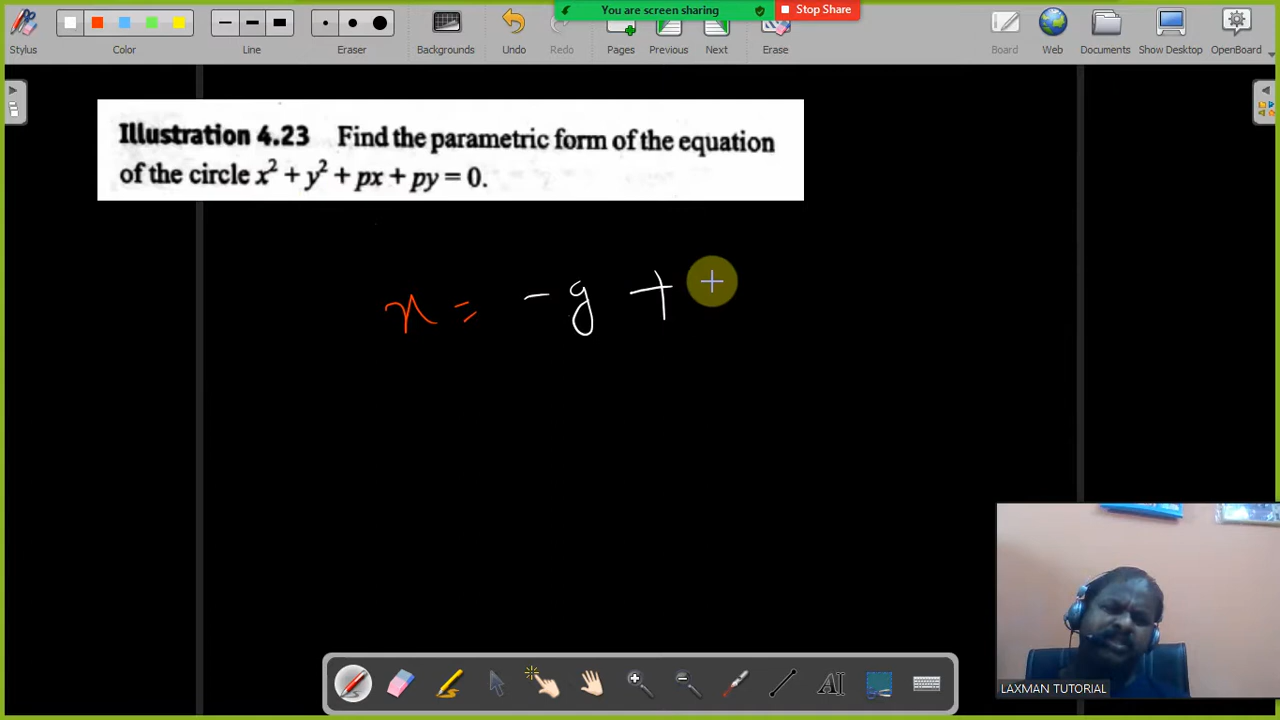 You are screen sharing Stop Share
Stylus Color Line Eraser Backgrounds Undo Redo Pages Previous Next Erase Board Web Documents Show Desktop OpenBoard
Illustration 4.23 Find the parametric form of the equation
of the circle x² + y² + px + py = 0.
x = - g +
LAXMAN TUTORIAL